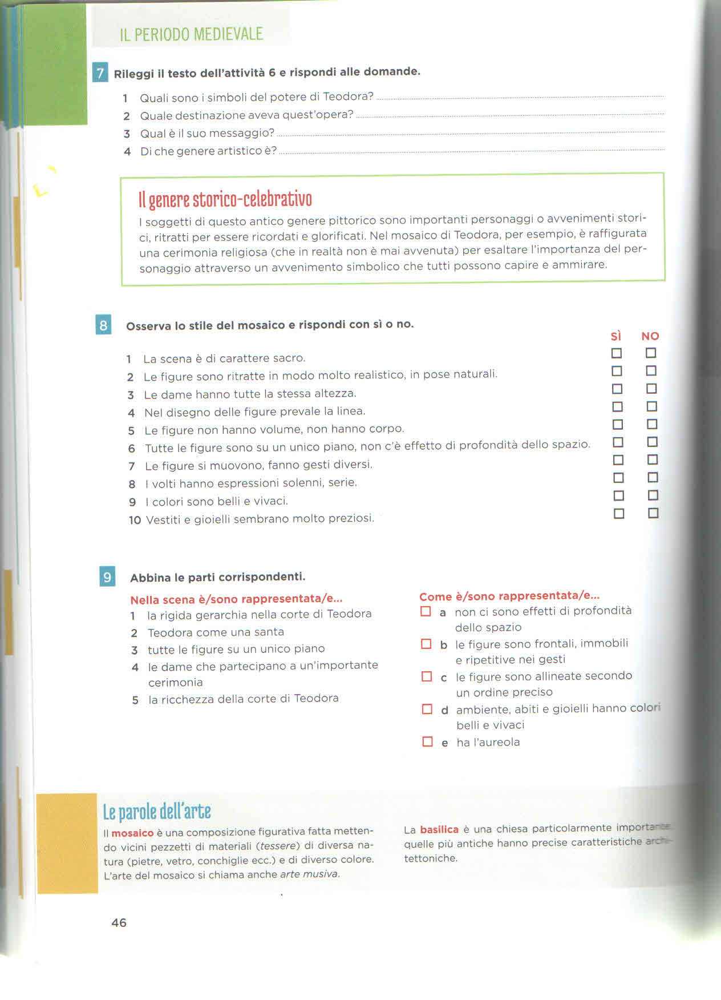 IL PERIODO MEDIEVALE
7 Rileggi il testo dell'attività 6 e rispondi alle domande.
1 Quali sono i simboli del potere di Teodora?
2 Quale destinazione aveva quest'opera?
3 Qual è il suo messaggio?
4 Di che genere artistico è?
Il genere storico-celebrativo
I soggetti di questo antico genere pittorico sono importanti personaggi o avvenimenti stori-
ci, ritratti per essere ricordati e glorificati. Nel mosaico di Teodora, per esempio, è raffigurata
una cerimonia religiosa (che in realtà non è mai avvenuta) per esaltare l'importanza del per-
sonaggio attraverso un avvenimento simbolico che tutti possono capire e ammirare.
8 Osserva lo stile del mosaico e rispondi con sì o no.
SÌ NO
1 La scena è di carattere sacro.
2 Le figure sono ritratte in modo molto realistico, in pose naturali.
3 Le dame hanno tutte la stessa altezza.
4 Nel disegno delle figure prevale la linea.
5 Le figure non hanno volume, non hanno corpo.
6 Tutte le figure sono su un unico piano, non c'è effetto di profondità dello spazio.
7 Le figure si muovono, fanno gesti diversi.
8 I volti hanno espressioni solenni, serie.
9 I colori sono belli e vivaci.
10 Vestiti e gioielli sembrano molto preziosi.
9 Abbina le parti corrispondenti.
Nella scena è/sono rappresentata/e...
1 la rigida gerarchia nella corte di Teodora
2 Teodora come una santa
3 tutte le figure su un unico piano
4 le dame che partecipano a un'importante
cerimonia
5 la ricchezza della corte di Teodora
Come è/sono rappresentata/e...
a non ci sono effetti di profondità
dello spazio
b le figure sono frontali, immobili
e ripetitive nei gesti
c le figure sono allineate secondo
un ordine preciso
d ambiente, abiti e gioielli hanno colori
belli e vivaci
e ha l'aureola
Le parole dell'arte
Il mosaico è una composizione figurativa fatta metten-
do vicini pezzetti di materiali (tessere) di diversa na-
tura (pietre, vetro, conchiglie ecc.) e di diverso colore.
L'arte del mosaico si chiama anche arte musiva.
La basilica è una chiesa particolarmente importante
quelle più antiche hanno precise caratteristiche archi-
tettoniche.
46